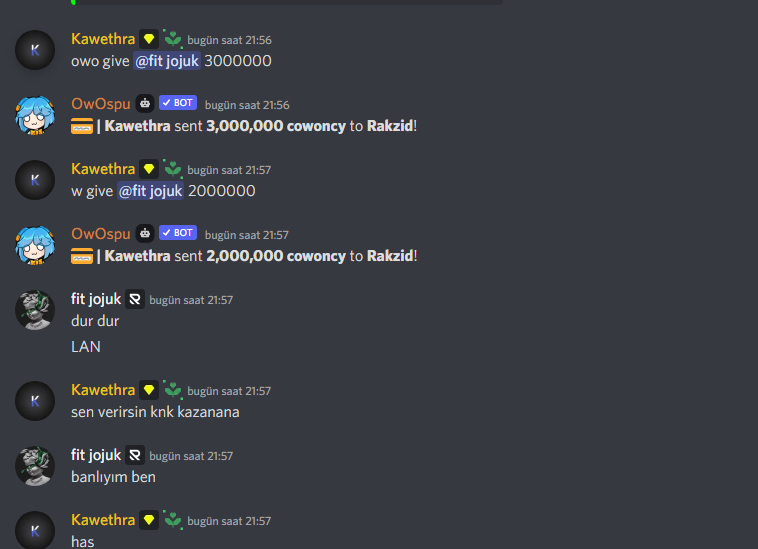 Kawethra bugün saat 21:56
owo give @fit jojuk 3000000
OwOspu BOT bugün saat 21:56
| Kawethra sent 3,000,000 cowoncy to Rakzid!
Kawethra bugün saat 21:57
w give @fit jojuk 2000000
OwOspu BOT bugün saat 21:57
| Kawethra sent 2,000,000 cowoncy to Rakzid!
fit jojuk bugün saat 21:57
dur dur
LAN
Kawethra bugün saat 21:57
sen verirsin knk kazanana
fit jojuk bugün saat 21:57
banlıyım ben
Kawethra bugün saat 21:57
has